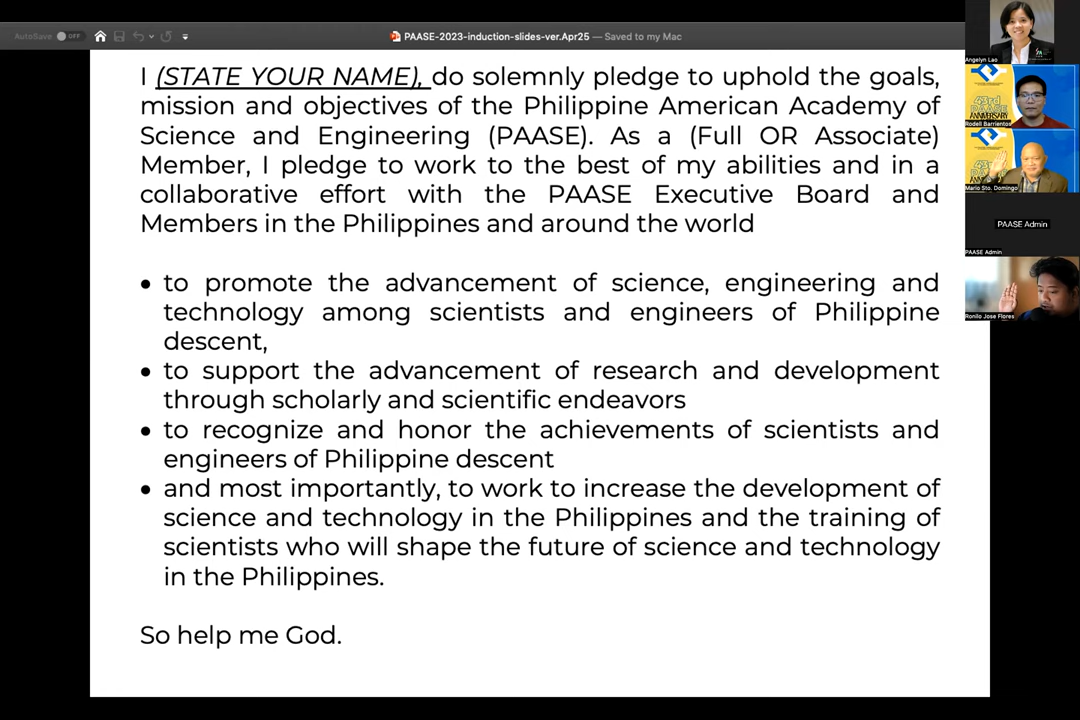 AutoSave OFF
PAASE-2023-induction-slides-ver.Apr25 — Saved to my Mac
I (STATE YOUR NAME), do solemnly pledge to uphold the goals,
mission and objectives of the Philippine American Academy of
Science and Engineering (PAASE). As a (Full OR Associate)
Member, I pledge to work to the best of my abilities and in a
collaborative effort with the PAASE Executive Board and
Members in the Philippines and around the world
• to promote the advancement of science, engineering and
technology among scientists and engineers of Philippine
descent,
• to support the advancement of research and development
through scholarly and scientific endeavors
• to recognize and honor the achievements of scientists and
engineers of Philippine descent
• and most importantly, to work to increase the development of
science and technology in the Philippines and the training of
scientists who will shape the future of science and technology
in the Philippines.
So help me God.
Angelyn Lao
43rd
PAASE
ANNIVERSARY
Rodell Barrientos
43
Mario Sto. Domingo
PAASE Admin
PAASE Admin
Ronilo Jose Flores